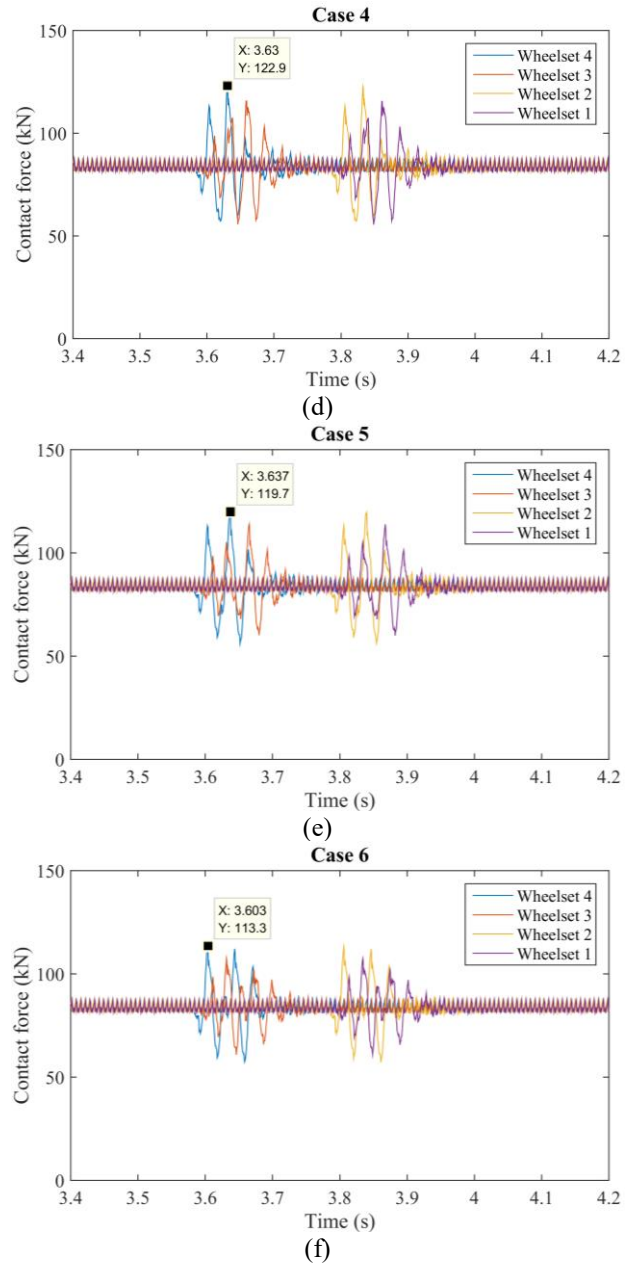 Case 4
X: 3.63
Y: 122.9
Wheelset 4
Wheelset 3
Wheelset 2
Wheelset 1
Contact force (kN)
150
100
50
0
3.4 3.5 3.6 3.7 3.8 3.9 4 4.1 4.2
Time (s)
(d)
Case 5
X: 3.637
Y: 119.7
Wheelset 4
Wheelset 3
Wheelset 2
Wheelset 1
Contact force (kN)
150
100
50
0
3.4 3.5 3.6 3.7 3.8 3.9 4 4.1 4.2
Time (s)
(e)
Case 6
X: 3.603
Y: 113.3
Wheelset 4
Wheelset 3
Wheelset 2
Wheelset 1
Contact force (kN)
150
100
50
0
3.4 3.5 3.6 3.7 3.8 3.9 4 4.1 4.2
Time (s)
(f)